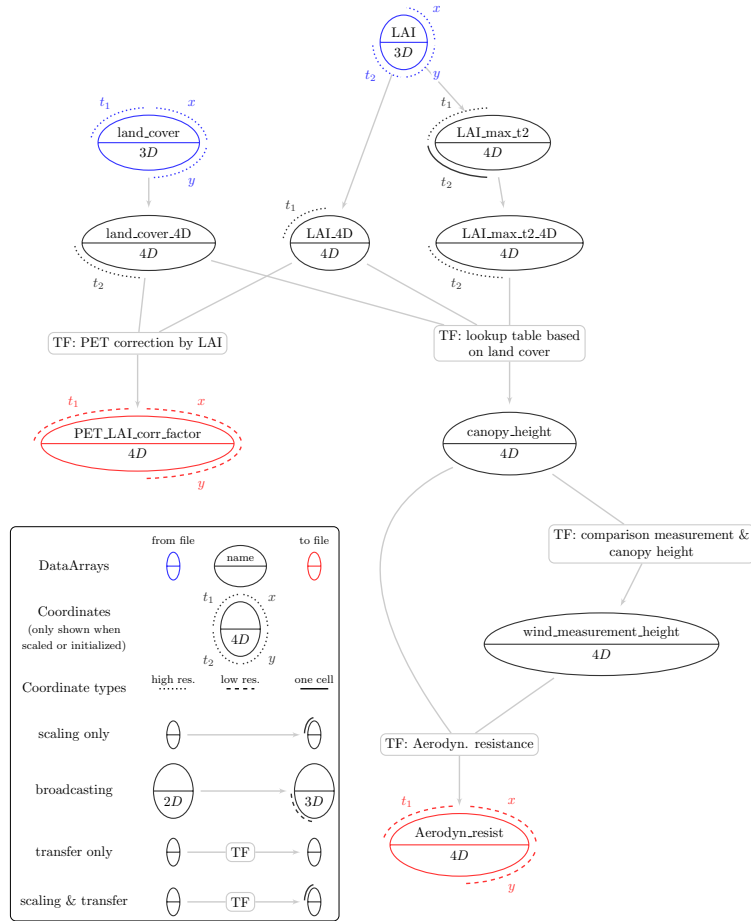 x
LAI
3D
t2
y
t1
x
land_cover
3D
y
t1
LAI_max_t2
4D
t2
land_cover_4D
4D
t2
t1
LAI_4D
4D
LAI_max_t2_4D
4D
t2
TF: PET correction by LAI
TF: lookup table based
on land cover
t1
x
PET_LAI_corr_factor
4D
y
canopy_height
4D
TF: comparison measurement &
canopy height
wind_measurement_height
4D
TF: Aerodyn. resistance
t1
x
Aerodyn_resist
4D
y
from file
to file
DataArrays
name
Coordinates
(only shown when
scaled or initialized)
t1
x
4D
t2
y
Coordinate types
high res.
low res.
one cell
scaling only
broadcasting
2D
3D
transfer only
TF
scaling & transfer
TF